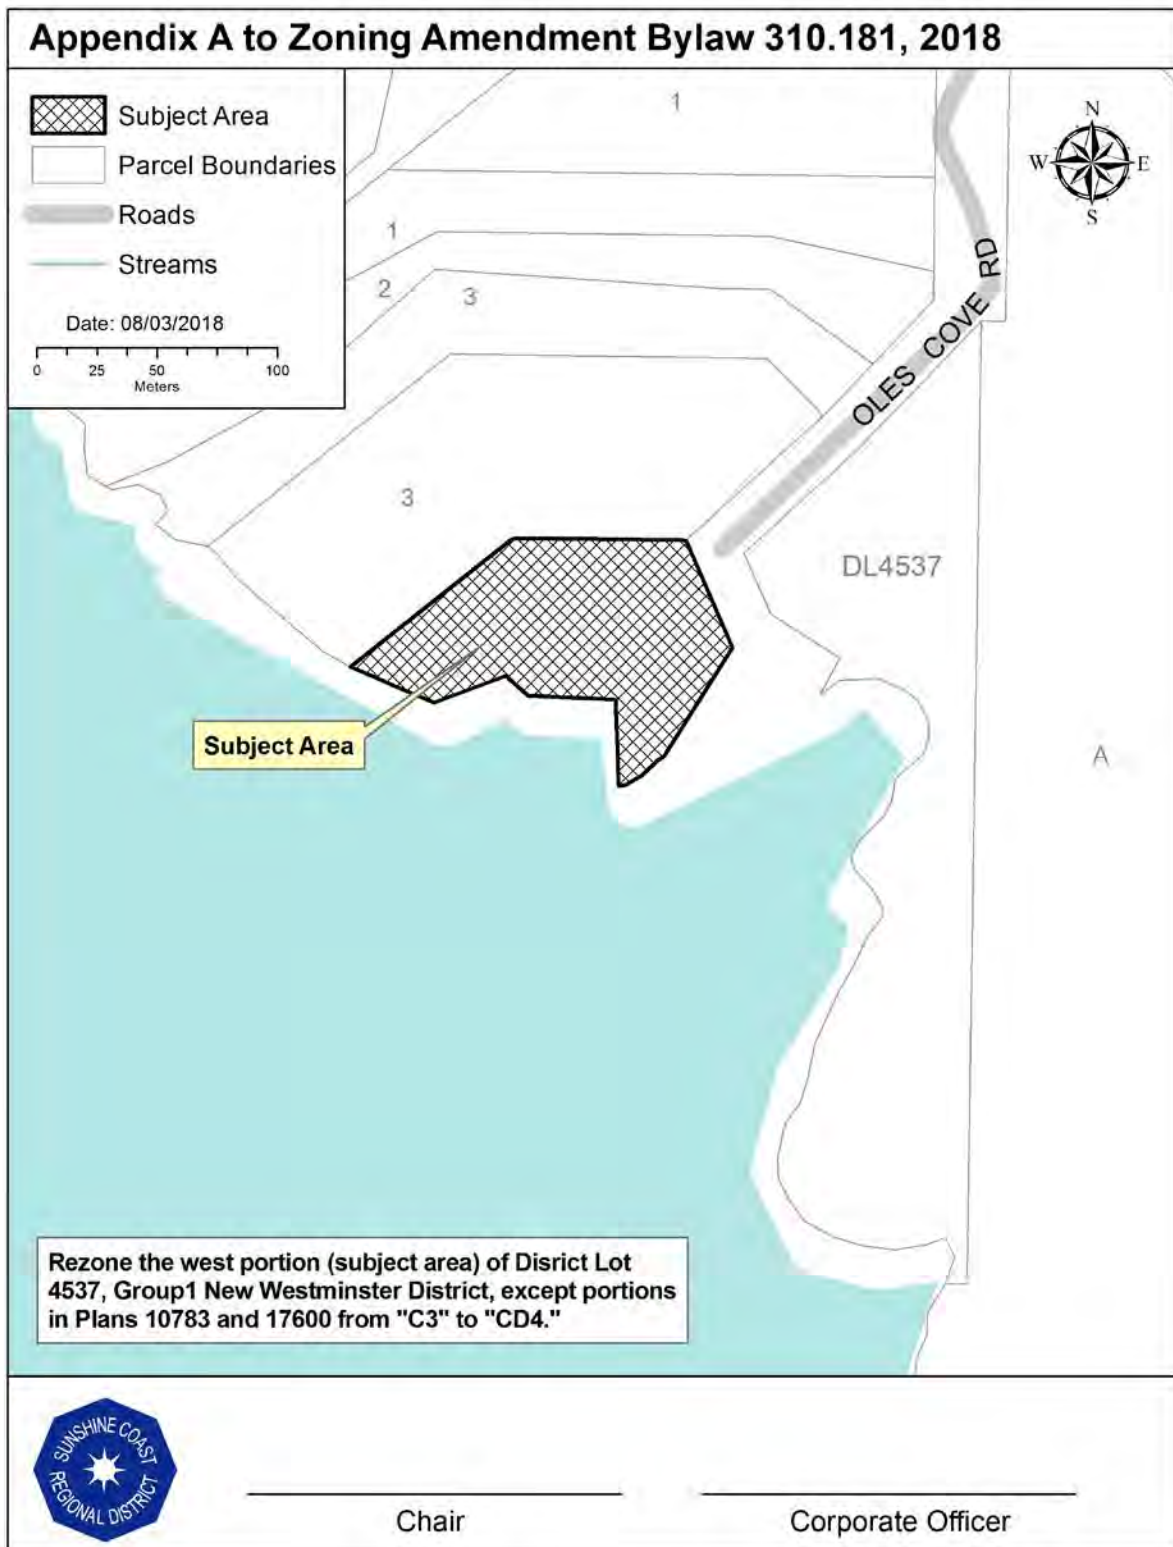 Appendix A to Zoning Amendment Bylaw 310.181, 2018
Subject Area
Parcel Boundaries
Roads
Streams
Date: 08/03/2018
0 25 50 100
Meters
N
W E
S
1
1
2
3
3
OLES COVE RD
DL4537
A
Subject Area
Rezone the west portion (subject area) of Disrict Lot
4537, Group1 New Westminster District, except portions
in Plans 10783 and 17600 from "C3" to "CD4."
SUNSHINE COAST
REGIONAL DISTRICT
Chair
Corporate Officer